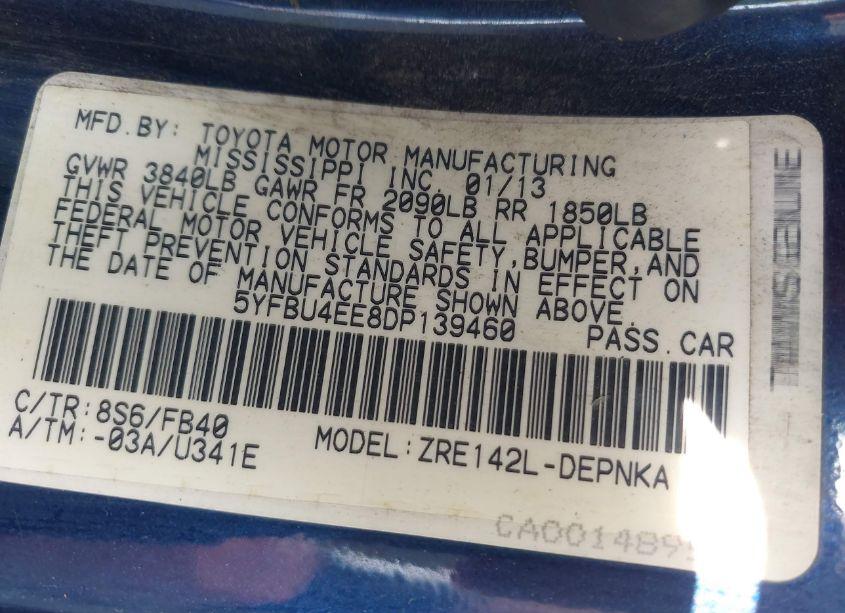 MFD.BY: TOYOTA MOTOR MANUFACTURING
MISSISSIPPI INC. 01/13
GVWR 3840LB GAWR FR 2090LB RR 1850LB
THIS VEHICLE CONFORMS TO ALL APPLICABLE
FEDERAL MOTOR VEHICLE SAFETY,BUMPER,AND
THEFT PREVENTION STANDARDS IN EFFECT ON
THE DATE OF MANUFACTURE SHOWN ABOVE.
5YFBU4EE8DP139460 PASS.CAR
C/TR:8S6/FB40
A/TM:-03A/U341E
MODEL:ZRE142L-DEPNKA